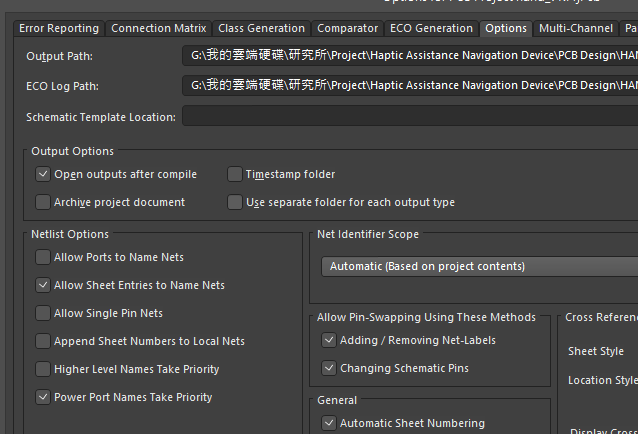 Error Reporting Connection Matrix Class Generation Comparator ECO Generation Options Multi-Channel
Output Path: G:\我的雲端硬碟\研究所\Project\Haptic Assistance Navigation Device\PCB Design\HAN
ECO Log Path: G:\我的雲端硬碟\研究所\Project\Haptic Assistance Navigation Device\PCB Design\HAN
Schematic Template Location:
Output Options
Open outputs after compile Timestamp folder
Archive project document Use separate folder for each output type
Netlist Options
Allow Ports to Name Nets
Allow Sheet Entries to Name Nets
Allow Single Pin Nets
Append Sheet Numbers to Local Nets
Higher Level Names Take Priority
Power Port Names Take Priority
Net Identifier Scope
Automatic (Based on project contents)
Allow Pin-Swapping Using These Methods
Adding / Removing Net-Labels
Changing Schematic Pins
General
Automatic Sheet Numbering
Cross Referenc
Sheet Style
Location Style
Display Cross